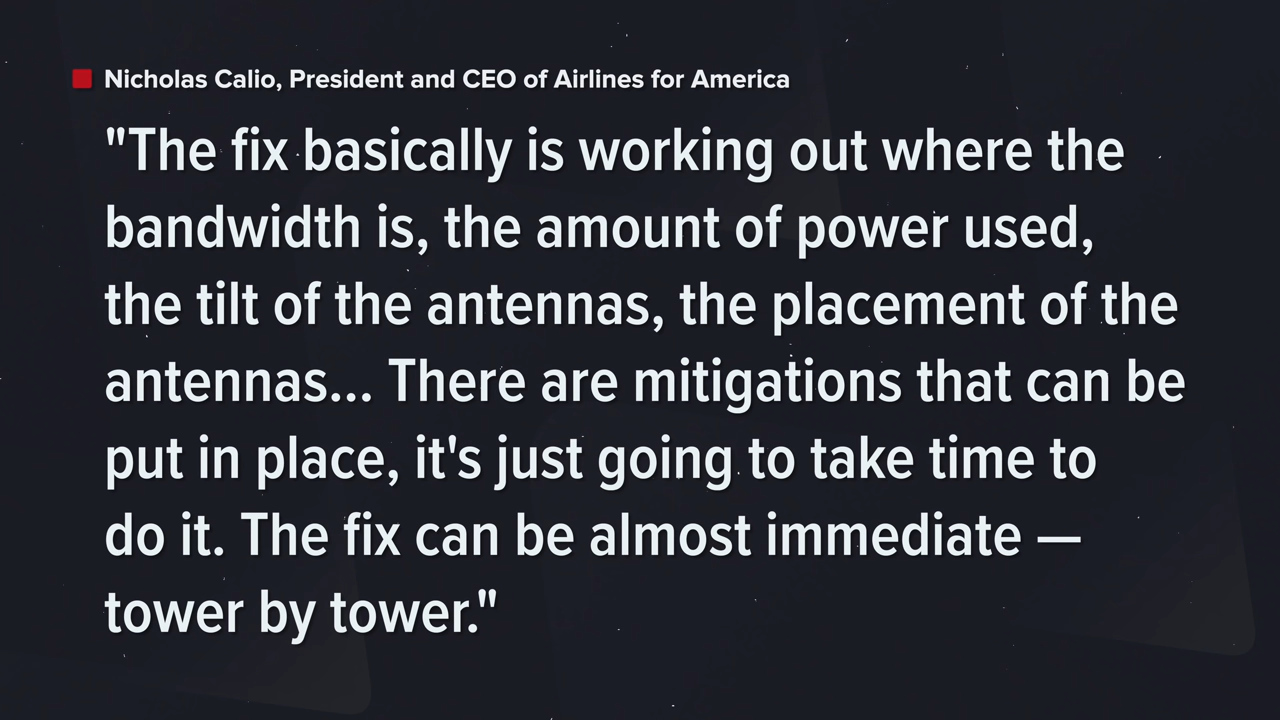 Nicholas Calio, President and CEO of Airlines for America
"The fix basically is working out where the
bandwidth is, the amount of power used,
the tilt of the antennas, the placement of the
antennas... There are mitigations that can be
put in place, it's just going to take time to
do it. The fix can be almost immediate —
tower by tower."